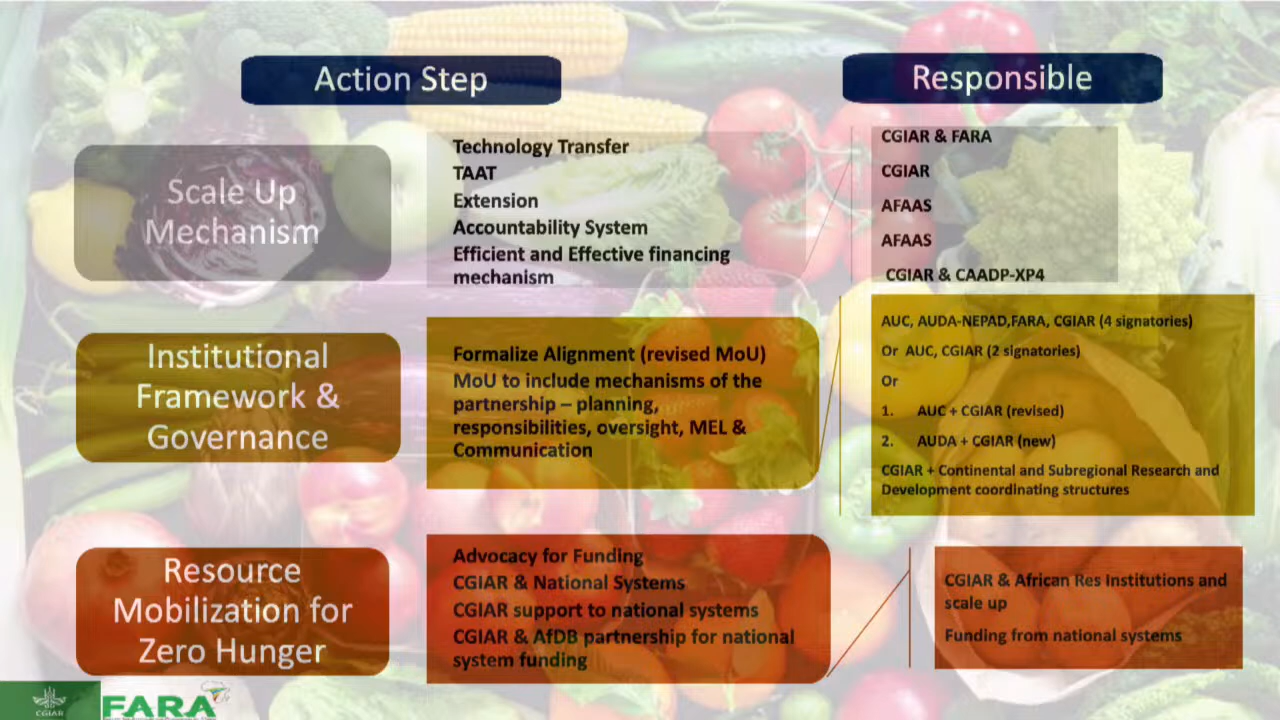 Action Step
Responsible
Scale Up
Mechanism
Technology Transfer
TAAT
Extension
Accountability System
Efficient and Effective financing
mechanism
CGIAR & FARA
CGIAR
AFAAS
AFAAS
CGIAR & CAADP-XP4
Institutional
Framework &
Governance
Formalize Alignment (revised MoU)
MoU to include mechanisms of the
partnership – planning,
responsibilities, oversight, MEL &
Communication
AUC, AUDA-NEPAD,FARA, CGIAR (4 signatories)
Or AUC, CGIAR (2 signatories)
Or
1. AUC + CGIAR (revised)
2. AUDA + CGIAR (new)
CGIAR + Continental and Subregional Research and
Development coordinating structures
Resource
Mobilization for
Zero Hunger
Advocacy for Funding
CGIAR & National Systems
CGIAR support to national systems
CGIAR & AfDB partnership for national
system funding
CGIAR & African Res Institutions and
scale up
Funding from national systems
CGIAR
FARA